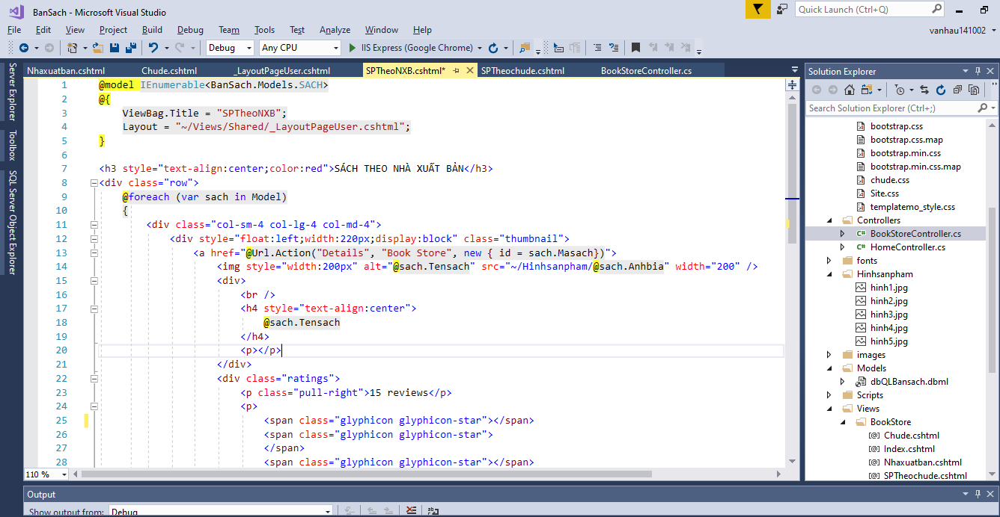 BanSach - Microsoft Visual Studio
Quick Launch (Ctrl+Q)
File Edit View Project Build Debug Team Tools Test Analyze Window Help
vanhau141002
Debug Any CPU IIS Express (Google Chrome)
Nhaxuatban.cshtml Chude.cshtml _LayoutPageUser.cshtml SPTheoNXB.cshtml* SPTheochude.cshtml BookStoreController.cs
Server Explorer
Toolbox
SQL Server Object Explorer
1 @model IEnumerable<BanSach.Models.SACH>
2 @{
3 ViewBag.Title = "SPTheoNXB";
4 Layout = "~/Views/Shared/_LayoutPageUser.cshtml";
5 }
6
7 <h3 style="text-align:center;color:red">SÁCH THEO NHÀ XUẤT BẢN</h3>
8 <div class="row">
9 @foreach (var sach in Model)
10 {
11 <div class="col-sm-4 col-lg-4 col-md-4">
12 <div style="float:left;width:220px;display:block" class="thumbnail">
13 <a href="@Url.Action("Details", "Book Store", new { id = sach.Masach})">
14 <img style="width:200px" alt="@sach.Tensach" src="~/Hinhsanpham/@sach.Anhbia" width="200" />
15 <div>
16 <br />
17 <h4 style="text-align:center">
18 @sach.Tensach
19 </h4>
20 <p></p>
21 </div>
22 <div class="ratings">
23 <p class="pull-right">15 reviews</p>
24 <p>
25 <span class="glyphicon glyphicon-star"></span>
26 <span class="glyphicon glyphicon-star">
27 </span>
28 <span class="glyphicon glyphicon-star"></span>
110 %
Solution Explorer
Search Solution Explorer (Ctrl+;)
bootstrap.css
bootstrap.css.map
bootstrap.min.css
bootstrap.min.css.map
chude.css
Site.css
templatemo_style.css
Controllers
BookStoreController.cs
HomeController.cs
fonts
Hinhsanpham
hinh1.jpg
hinh2.jpg
hinh3.jpg
hinh4.jpg
hinh5.jpg
images
Models
dbQLBansach.dbml
Scripts
Views
BookStore
Chude.cshtml
Index.cshtml
Nhaxuatban.cshtml
SPTheochude.cshtml
Output
Show output from: Debug